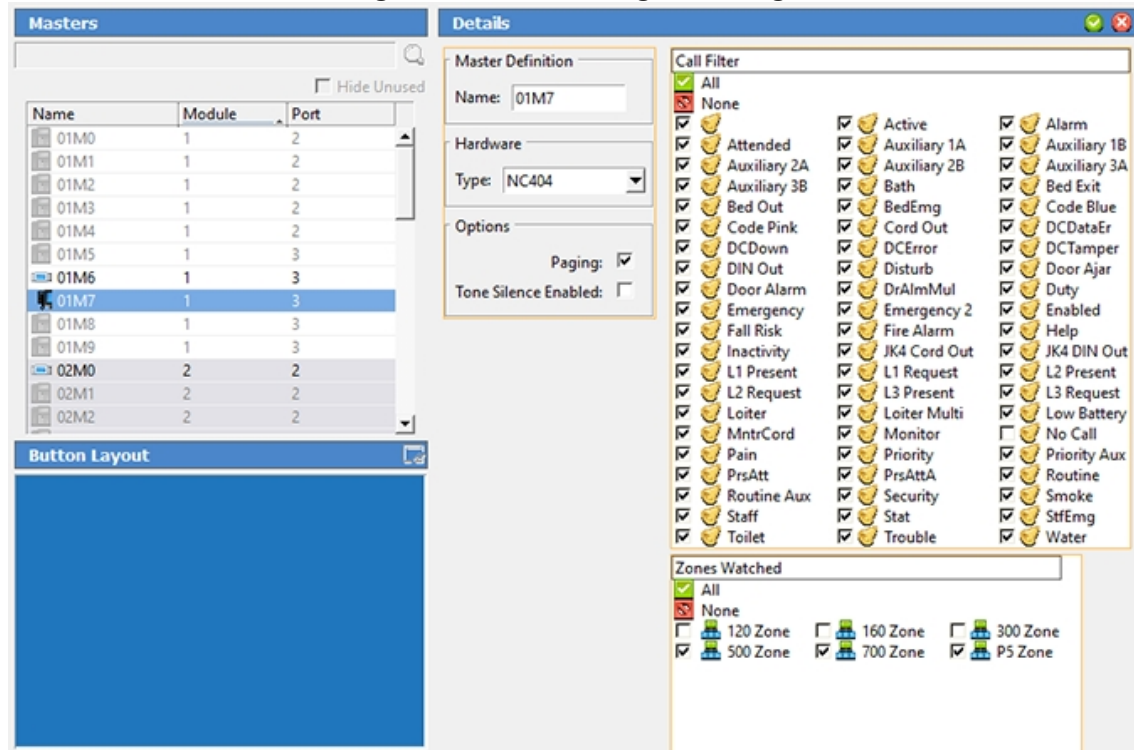 Masters
Hide Unused
Name Module Port
01M0 1 2
01M1 1 2
01M2 1 2
01M3 1 2
01M4 1 2
01M5 1 3
01M6 1 3
01M7 1 3
01M8 1 3
01M9 1 3
02M0 2 2
02M1 2 2
02M2 2 2
Button Layout
Details
Master Definition
Name: 01M7
Hardware
Type: NC404
Options
Paging:
Tone Silence Enabled:
Call Filter
All
None
Active Alarm
Attended Auxiliary 1A Auxiliary 1B
Auxiliary 2A Auxiliary 2B Auxiliary 3A
Auxiliary 3B Bath Bed Exit
Bed Out BedEmg Code Blue
Code Pink Cord Out DCDataEr
DCDown DCError DCTamper
DIN Out Disturb Door Ajar
Door Alarm DrAlmMul Duty
Emergency Emergency 2 Enabled
Fall Risk Fire Alarm Help
Inactivity JK4 Cord Out JK4 DIN Out
L1 Present L1 Request L2 Present
L2 Request L3 Present L3 Request
Loiter Loiter Multi Low Battery
MntrCord Monitor No Call
Pain Priority Priority Aux
PrsAtt PrsAttA Routine
Routine Aux Security Smoke
Staff Stat StfEmg
Toilet Trouble Water
Zones Watched
All
None
120 Zone 160 Zone 300 Zone
500 Zone 700 Zone P5 Zone